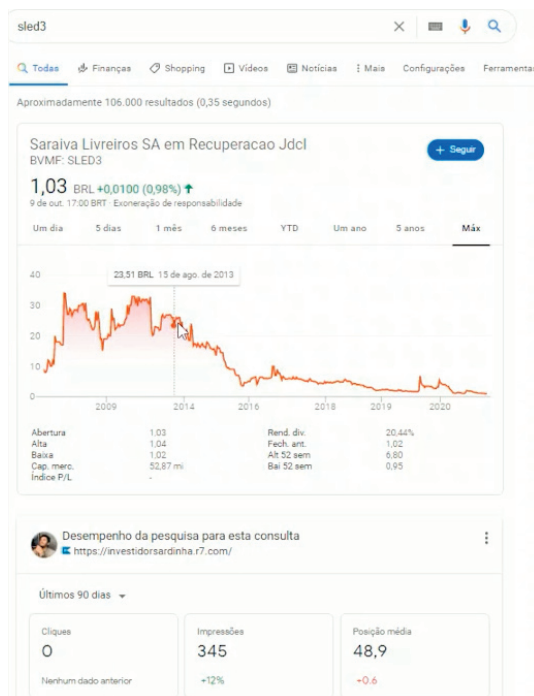 sled3
Todas Finanças Shopping Vídeos Notícias Mais Configurações Ferramenta
Aproximadamente 106.000 resultados (0,35 segundos)
Saraiva Livreiros SA em Recuperacao Jdcl
BVMF: SLED3
+ Seguir
1,03 BRL +0,0100 (0,98%)
9 de out. 17:00 BRT · Exoneração de responsabilidade
Um dia 5 dias 1 mês 6 meses YTD Um ano 5 anos Máx
23,51 BRL 15 de ago. de 2013
40
30
20
10
0
2009 2014 2016 2018 2019 2020
Abertura 1,03 Rend. div. 20,44%
Alta 1,04 Fech. ant. 1,02
Baixa 1,02 Alt 52 sem 6,80
Cap. merc. 52,87 mi Bai 52 sem 0,95
Índice P/L -
Desempenho da pesquisa para esta consulta
https://investidorsardinha.r7.com/
Últimos 90 dias
Cliques Impressões Posição média
0 345 48,9
Nenhum dado anterior +12% +0.6